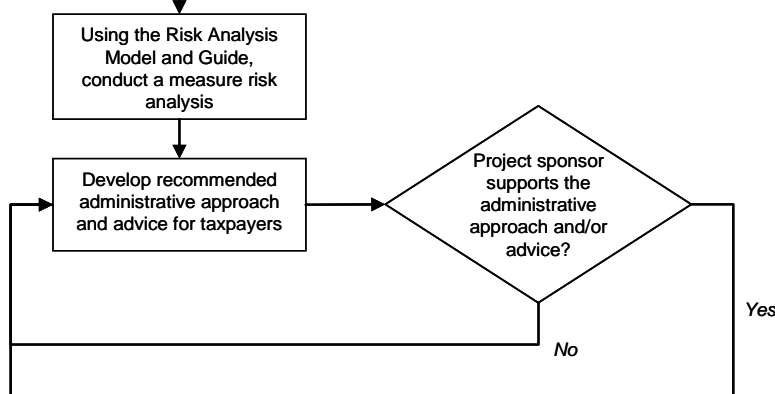 Using the Risk Analysis
Model and Guide,
conduct a measure risk
analysis
Develop recommended
administrative approach
and advice for taxpayers
Project sponsor
supports the
administrative
approach and/or
advice?
Yes
No